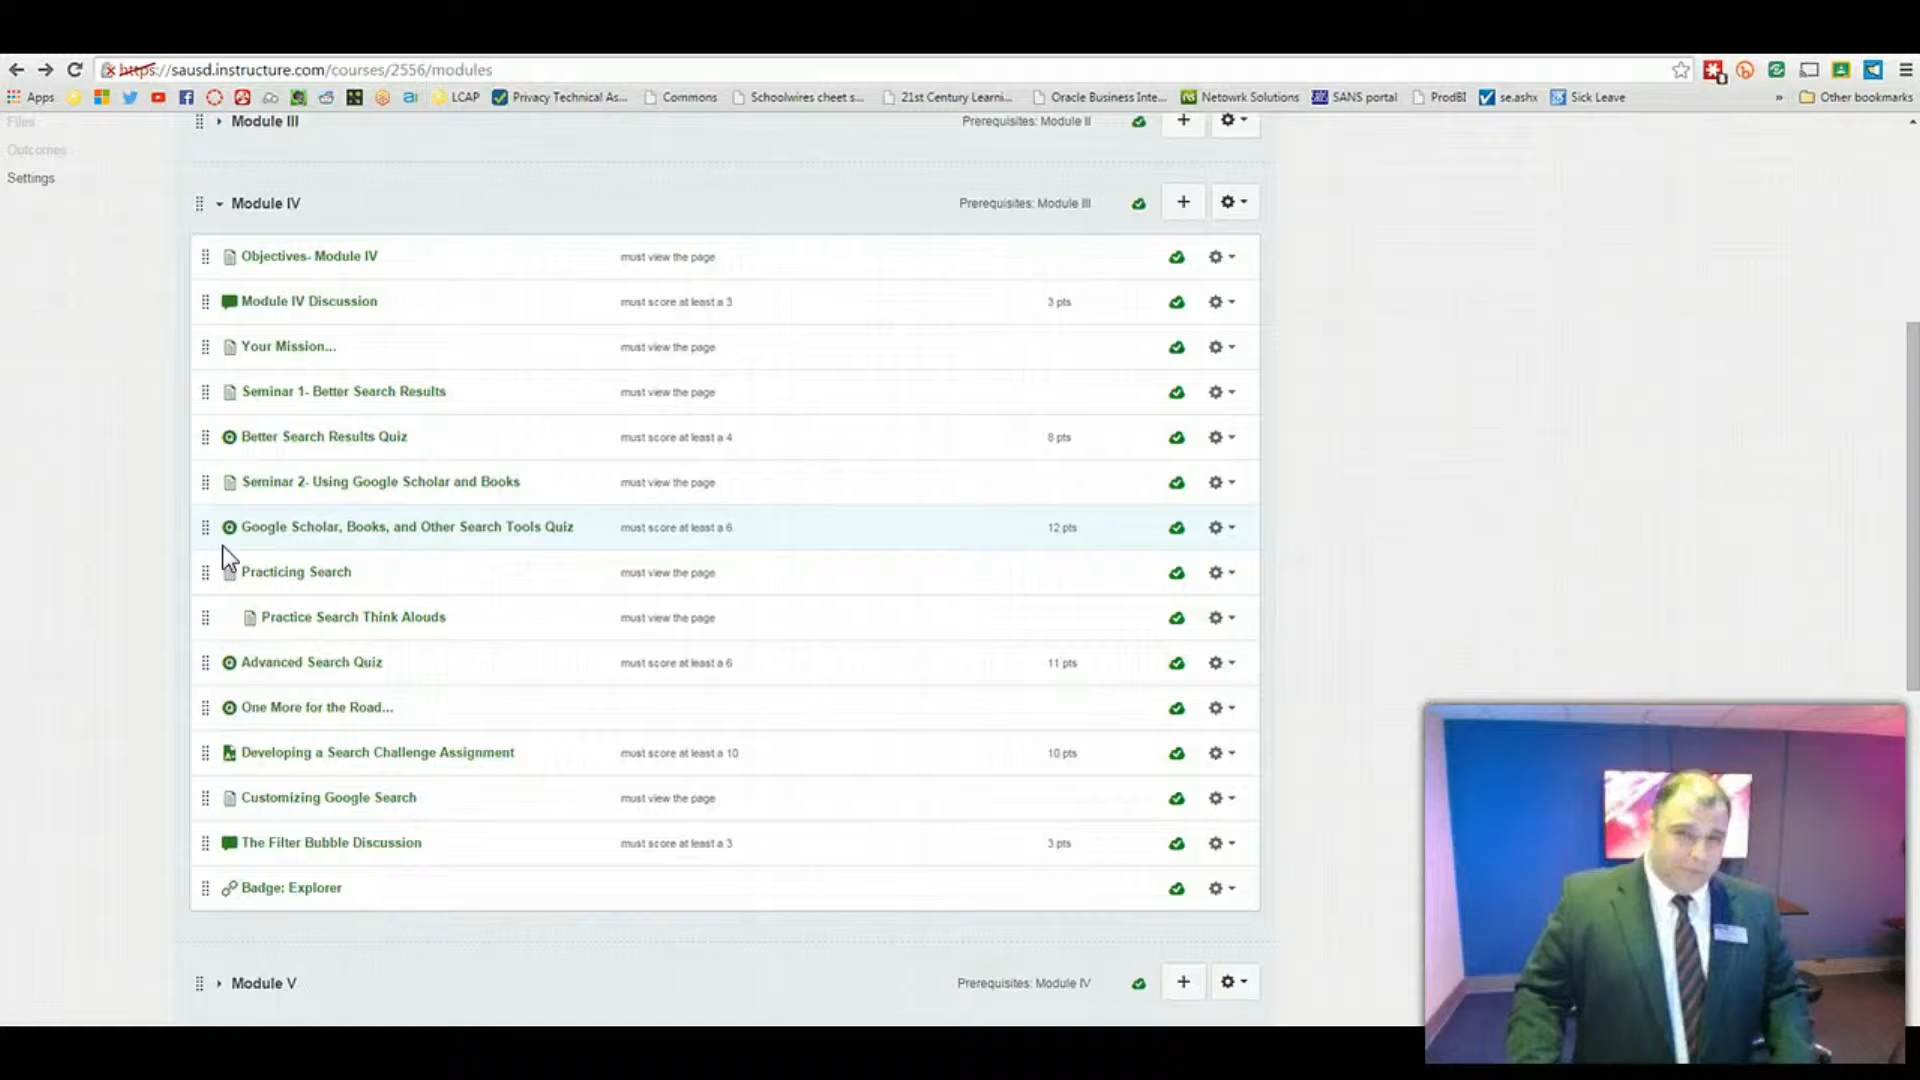 https://sausd.instructure.com/courses/2556/modules
Apps LCAP Privacy Technical As... Commons Schoolwires cheet s... 21st Century Learni... Oracle Business Inte... Netowrk Solutions SANS portal ProdBI se.ashx Sick Leave » Other bookmarks
Files
Outcomes
Settings
Module III Prerequisites: Module II
Module IV Prerequisites: Module III
Objectives- Module IV must view the page
Module IV Discussion must score at least a 3 3 pts
Your Mission... must view the page
Seminar 1- Better Search Results must view the page
Better Search Results Quiz must score at least a 4 8 pts
Seminar 2- Using Google Scholar and Books must view the page
Google Scholar, Books, and Other Search Tools Quiz must score at least a 6 12 pts
Practicing Search must view the page
Practice Search Think Alouds must view the page
Advanced Search Quiz must score at least a 6 11 pts
One More for the Road...
Developing a Search Challenge Assignment must score at least a 10 10 pts
Customizing Google Search must view the page
The Filter Bubble Discussion must score at least a 3 3 pts
Badge: Explorer
Module V Prerequisites: Module IV